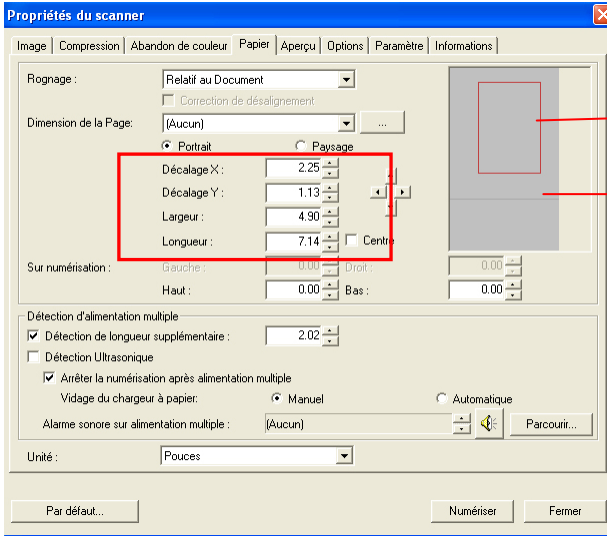 Propriétés du scanner
Image Compression Abandon de couleur Papier Aperçu Options Paramètre Informations
Rognage : Relatif au Document
Correction de désalignement
Dimension de la Page: (Aucun) ...
Portrait Paysage
Décalage X : 2.25
Décalage Y : 1.13
Largeur : 4.90
Longueur : 7.14 Centré
Sur numérisation : Gauche : 0.00 Droit : 0.00
Haut : 0.00 Bas : 0.00
Détection d'alimentation multiple
Détection de longueur supplémentaire : 2.02
Détection Ultrasonique
Arrêter la numérisation après alimentation multiple
Vidage du chargeur à papier: Manuel Automatique
Alarme sonore sur alimentation multiple : (Aucun) Parcourir...
Unité : Pouces
Par défaut... Numériser Fermer